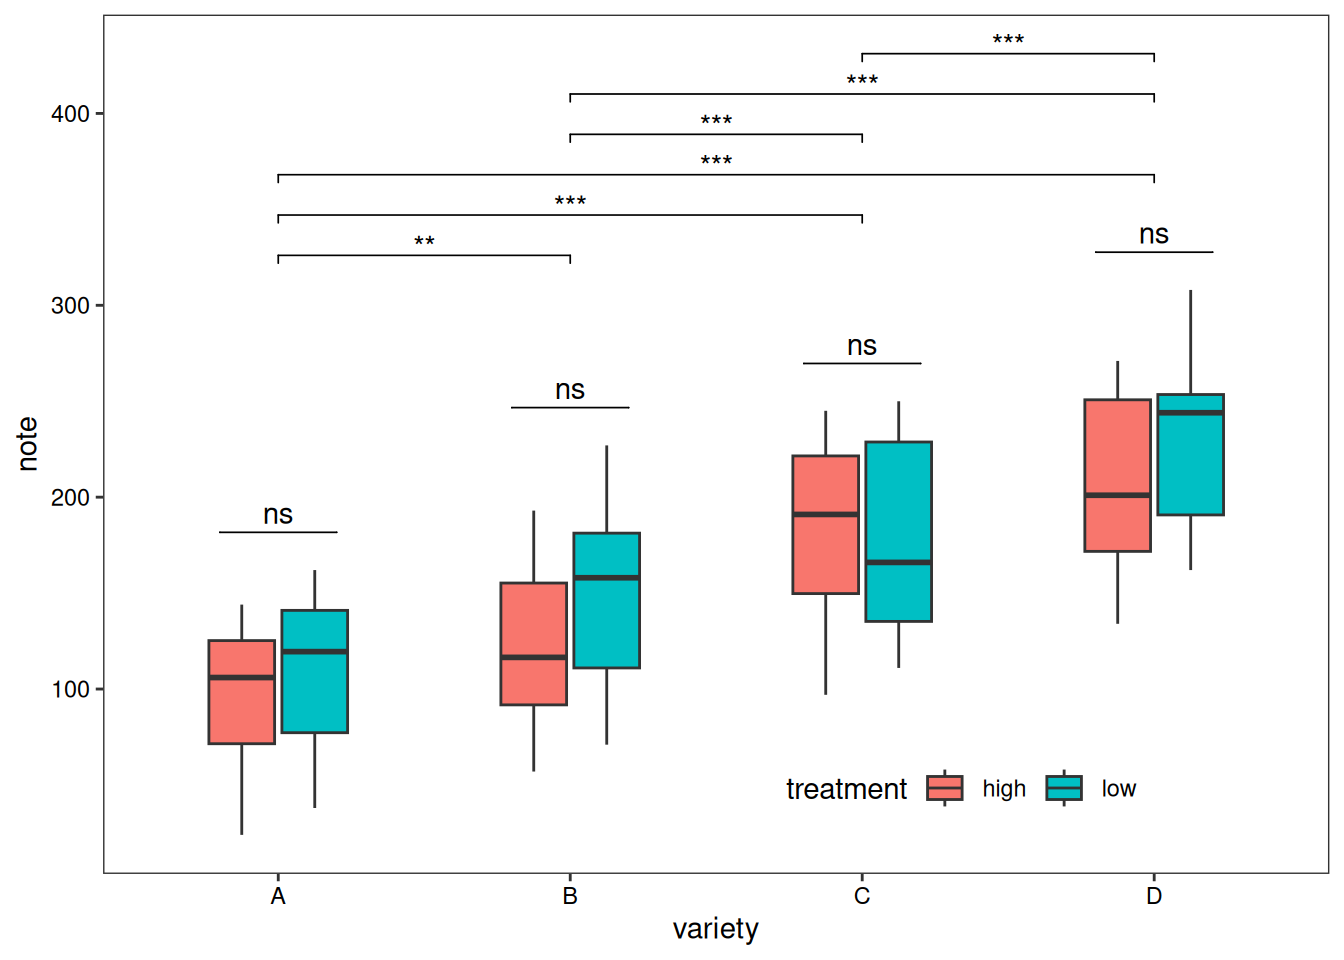 ***
***
400
***
***
***
**
ns
300
ns
ns
note
200
ns
100
treatment high low
A B C D
variety